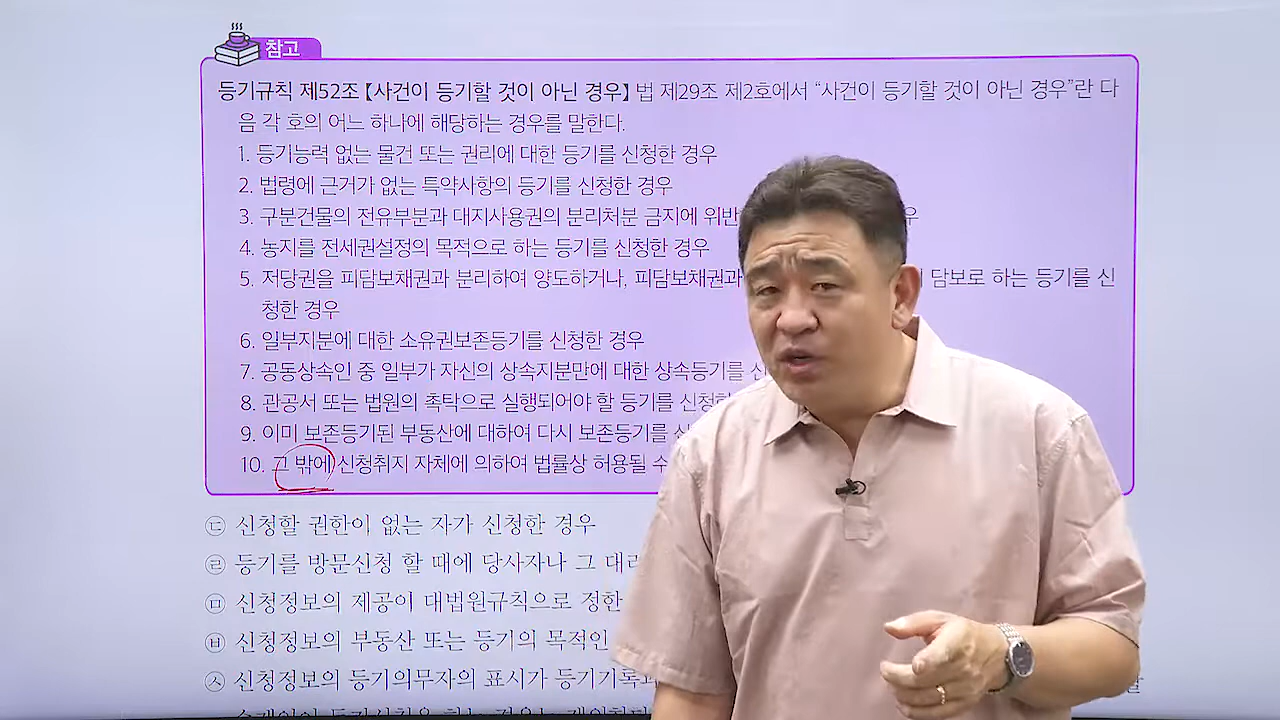 참고
등기규칙 제52조【사건이 등기할 것이 아닌 경우】 법 제29조 제2호에서 “사건이 등기할 것이 아닌 경우”란 다
음 각 호의 어느 하나에 해당하는 경우를 말한다.
1. 등기능력 없는 물건 또는 권리에 대한 등기를 신청한 경우
2. 법령에 근거가 없는 특약사항의 등기를 신청한 경우
3. 구분건물의 전유부분과 대지사용권의 분리처분 금지에 위반
4. 농지를 전세권설정의 목적으로 하는 등기를 신청한 경우
5. 저당권을 피담보채권과 분리하여 양도하거나, 피담보채권과 담보로 하는 등기를 신
청한 경우
6. 일부지분에 대한 소유권보존등기를 신청한 경우
7. 공동상속인 중 일부가 자신의 상속지분만에 대한 상속등기를
8. 관공서 또는 법원의 촉탁으로 실행되어야 할 등기를
9. 이미 보존등기된 부동산에 대하여 다시 보존등기를
10. 그 밖에 신청취지 자체에 의하여 법률상 허용될 수
㉢ 신청할 권한이 없는 자가 신청한 경우
㉣ 등기를 방문신청 할 때에 당사자나 그
㉤ 신청정보의 제공이 대법원규칙으로 정한
㉥ 신청정보의 부동산 또는 등기의 목적인
㉦ 신청정보의 등기의무자의 표시가